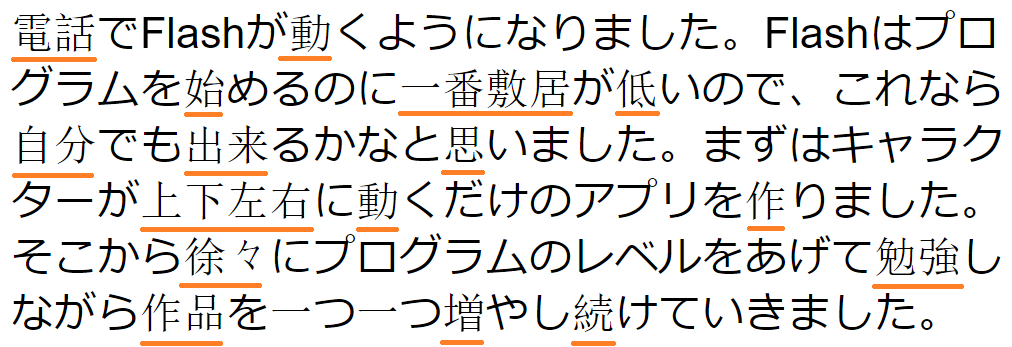 電話でFlashが動くようになりました。Flashはプロ
グラムを始めるのに一番敷居が低いので、これなら
自分でも出来るかなと思いました。まずはキャラク
ターが上下左右に動くだけのアプリを作りました。
そこから徐々にプログラムのレベルをあげて勉強し
ながら作品を一つ一つ増やし続けていきました。